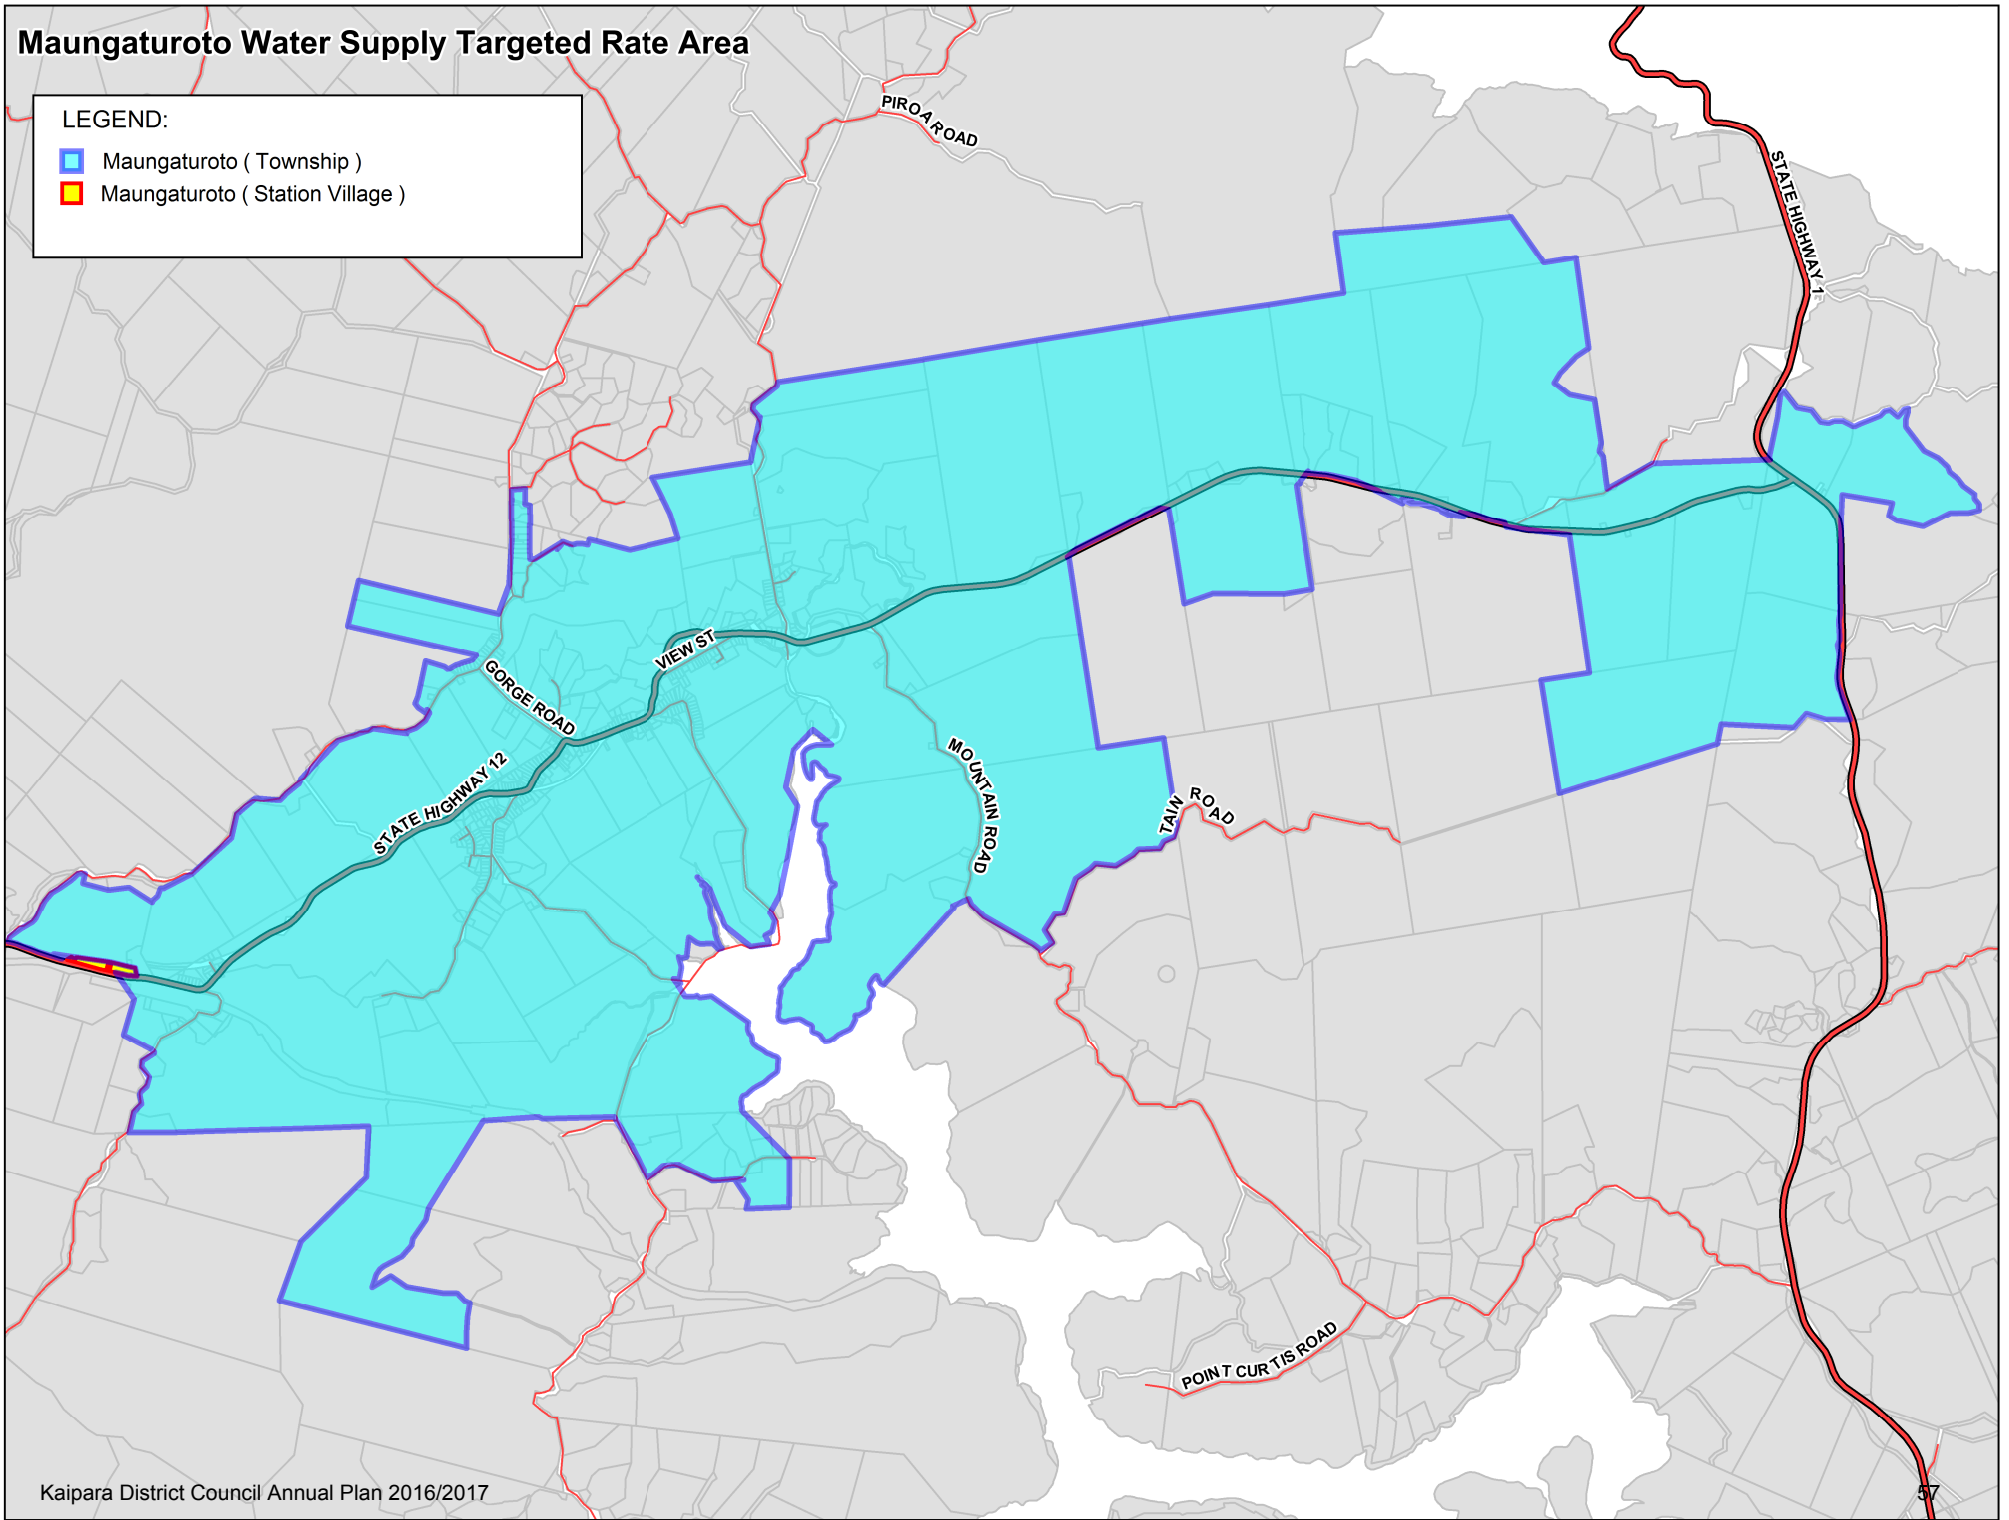 Maungaturoto Water Supply Targeted Rate Area
LEGEND:
Maungaturoto ( Township )
Maungaturoto ( Station Village )
PIROA ROAD
STATE HIGHWAY 1
VIEW ST
GORGE ROAD
STATE HIGHWAY 12
MOUNTAIN ROAD
TAIN ROAD
POINT CURTIS ROAD
Kaipara District Council Annual Plan 2016/2017
57